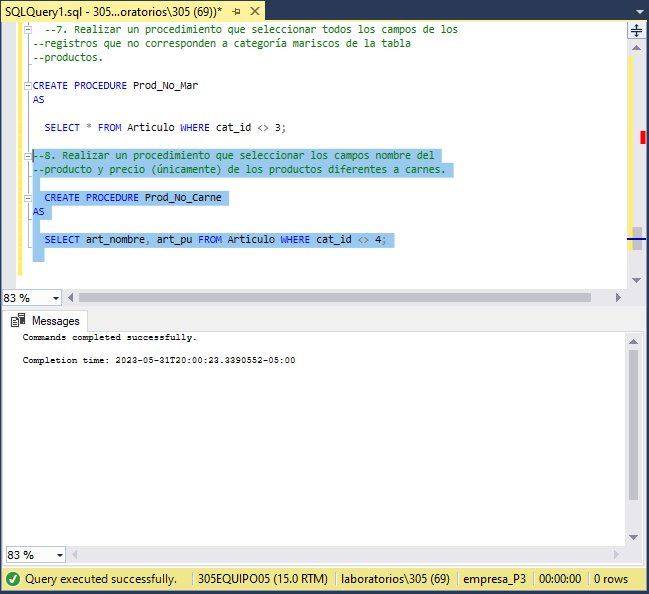 SQLQuery1.sql - 305...oratorios\305 (69))*
--7. Realizar un procedimiento que seleccionar todos los campos de los
--registros que no corresponden a categoría mariscos de la tabla
--productos.
CREATE PROCEDURE Prod_No_Mar
AS
SELECT * FROM Articulo WHERE cat_id <> 3;
--8. Realizar un procedimiento que seleccionar los campos nombre del
--producto y precio (únicamente) de los productos diferentes a carnes.
CREATE PROCEDURE Prod_No_Carne
AS
SELECT art_nombre, art_pu FROM Articulo WHERE cat_id <> 4;
83 %
Messages
Commands completed successfully.
Completion time: 2023-05-31T20:00:23.3390552-05:00
83 %
Query executed successfully. 305EQUIPO05 (15.0 RTM) laboratorios\305 (69) empresa_P3 00:00:00 0 rows